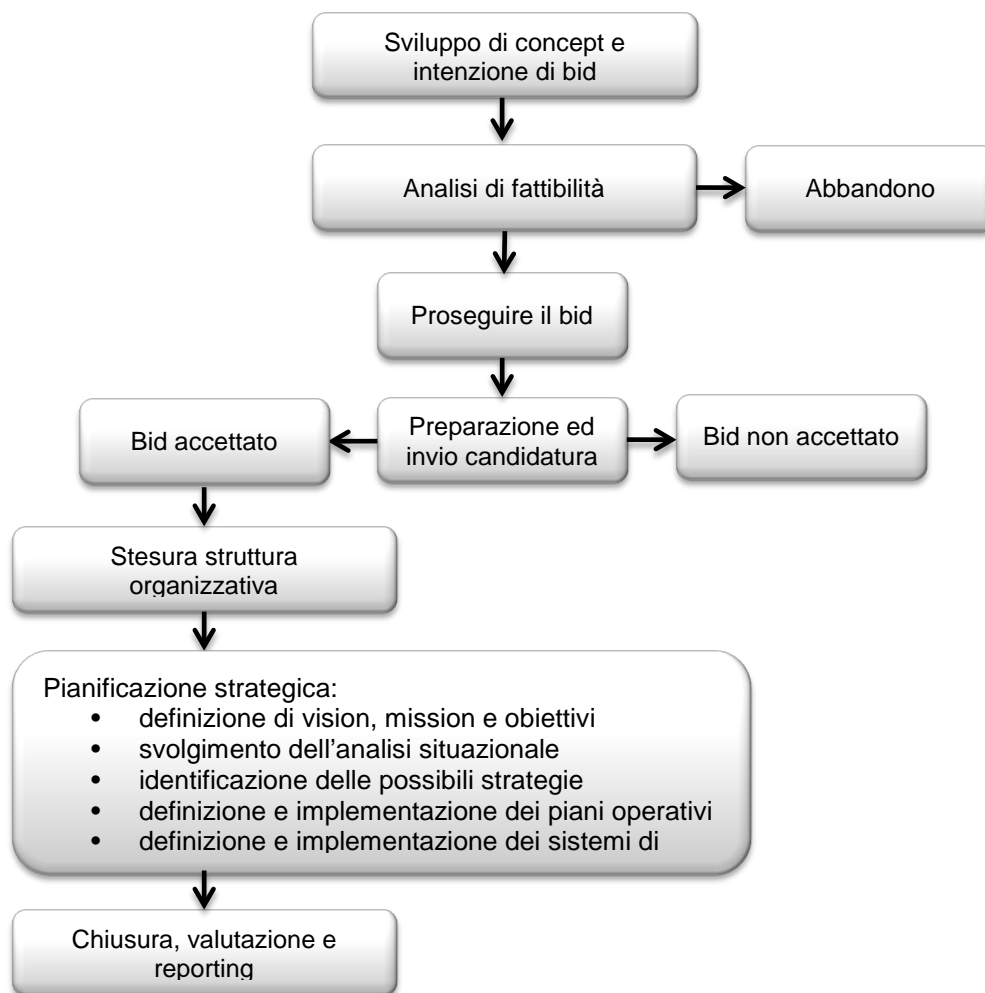 Sviluppo di concept e
intenzione di bid
Analisi di fattibilità
Abbandono
Proseguire il bid
Bid accettato
Preparazione ed
invio candidatura
Bid non accettato
Stesura struttura
organizzativa
Pianificazione strategica:
• definizione di vision, mission e obiettivi
• svolgimento dell'analisi situazionale
• identificazione delle possibili strategie
• definizione e implementazione dei piani operativi
• definizione e implementazione dei sistemi di
Chiusura, valutazione e
reporting